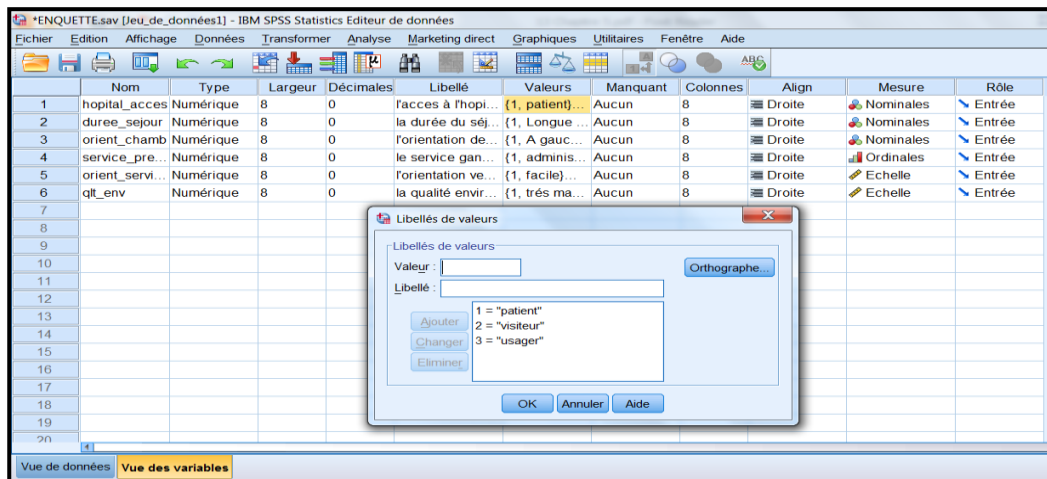 *ENQUETTE.sav [Jeu_de_données1] - IBM SPSS Statistics Editeur de données
Fichier Edition Affichage Données Transformer Analyse Marketing direct Graphiques Utilitaires Fenêtre Aide
Nom Type Largeur Décimales Libellé Valeurs Manquant Colonnes Align Mesure Rôle
1 hopital_acces Numérique 8 0 l'acces à l'hopi... {1, patient}... Aucun 8 Droite Nominales Entrée
2 duree_sejour Numérique 8 0 la durée du séj... {1, Longue ... Aucun 8 Droite Nominales Entrée
3 orient_chamb Numérique 8 0 l'orientation de... {1, A gauc... Aucun 8 Droite Nominales Entrée
4 service_pre... Numérique 8 0 le service gan... {1, adminis... Aucun 8 Droite Ordinales Entrée
5 orient_servi... Numérique 8 0 l'orientation ve... {1, facile}... Aucun 8 Droite Echelle Entrée
6 qlt_env Numérique 8 0 la qualité envir... {1, trés ma... Aucun 8 Droite Echelle Entrée
7
8
9
10
11
12
13
14
15
16
17
18
19
20
Libellés de valeurs
Libellés de valeurs
Valeur :
Orthographe...
Libellé :
Ajouter
Changer
Eliminer
1 = "patient"
2 = "visiteur"
3 = "usager"
OK Annuler Aide
Vue de données Vue des variables